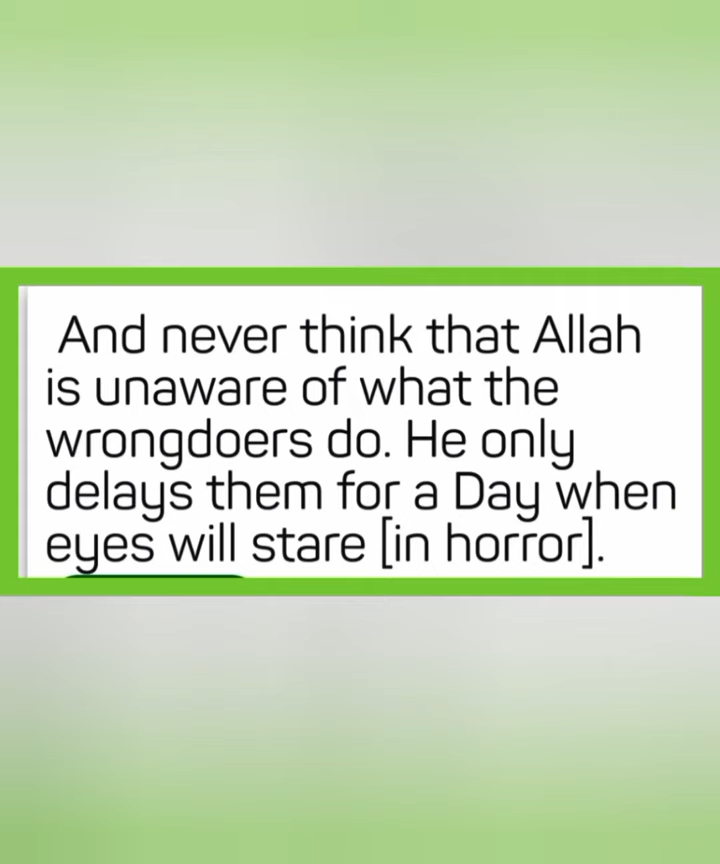 And never think that Allah
is unaware of what the
wrongdoers do. He only
delays them for a Day when
eyes will stare [in horror].